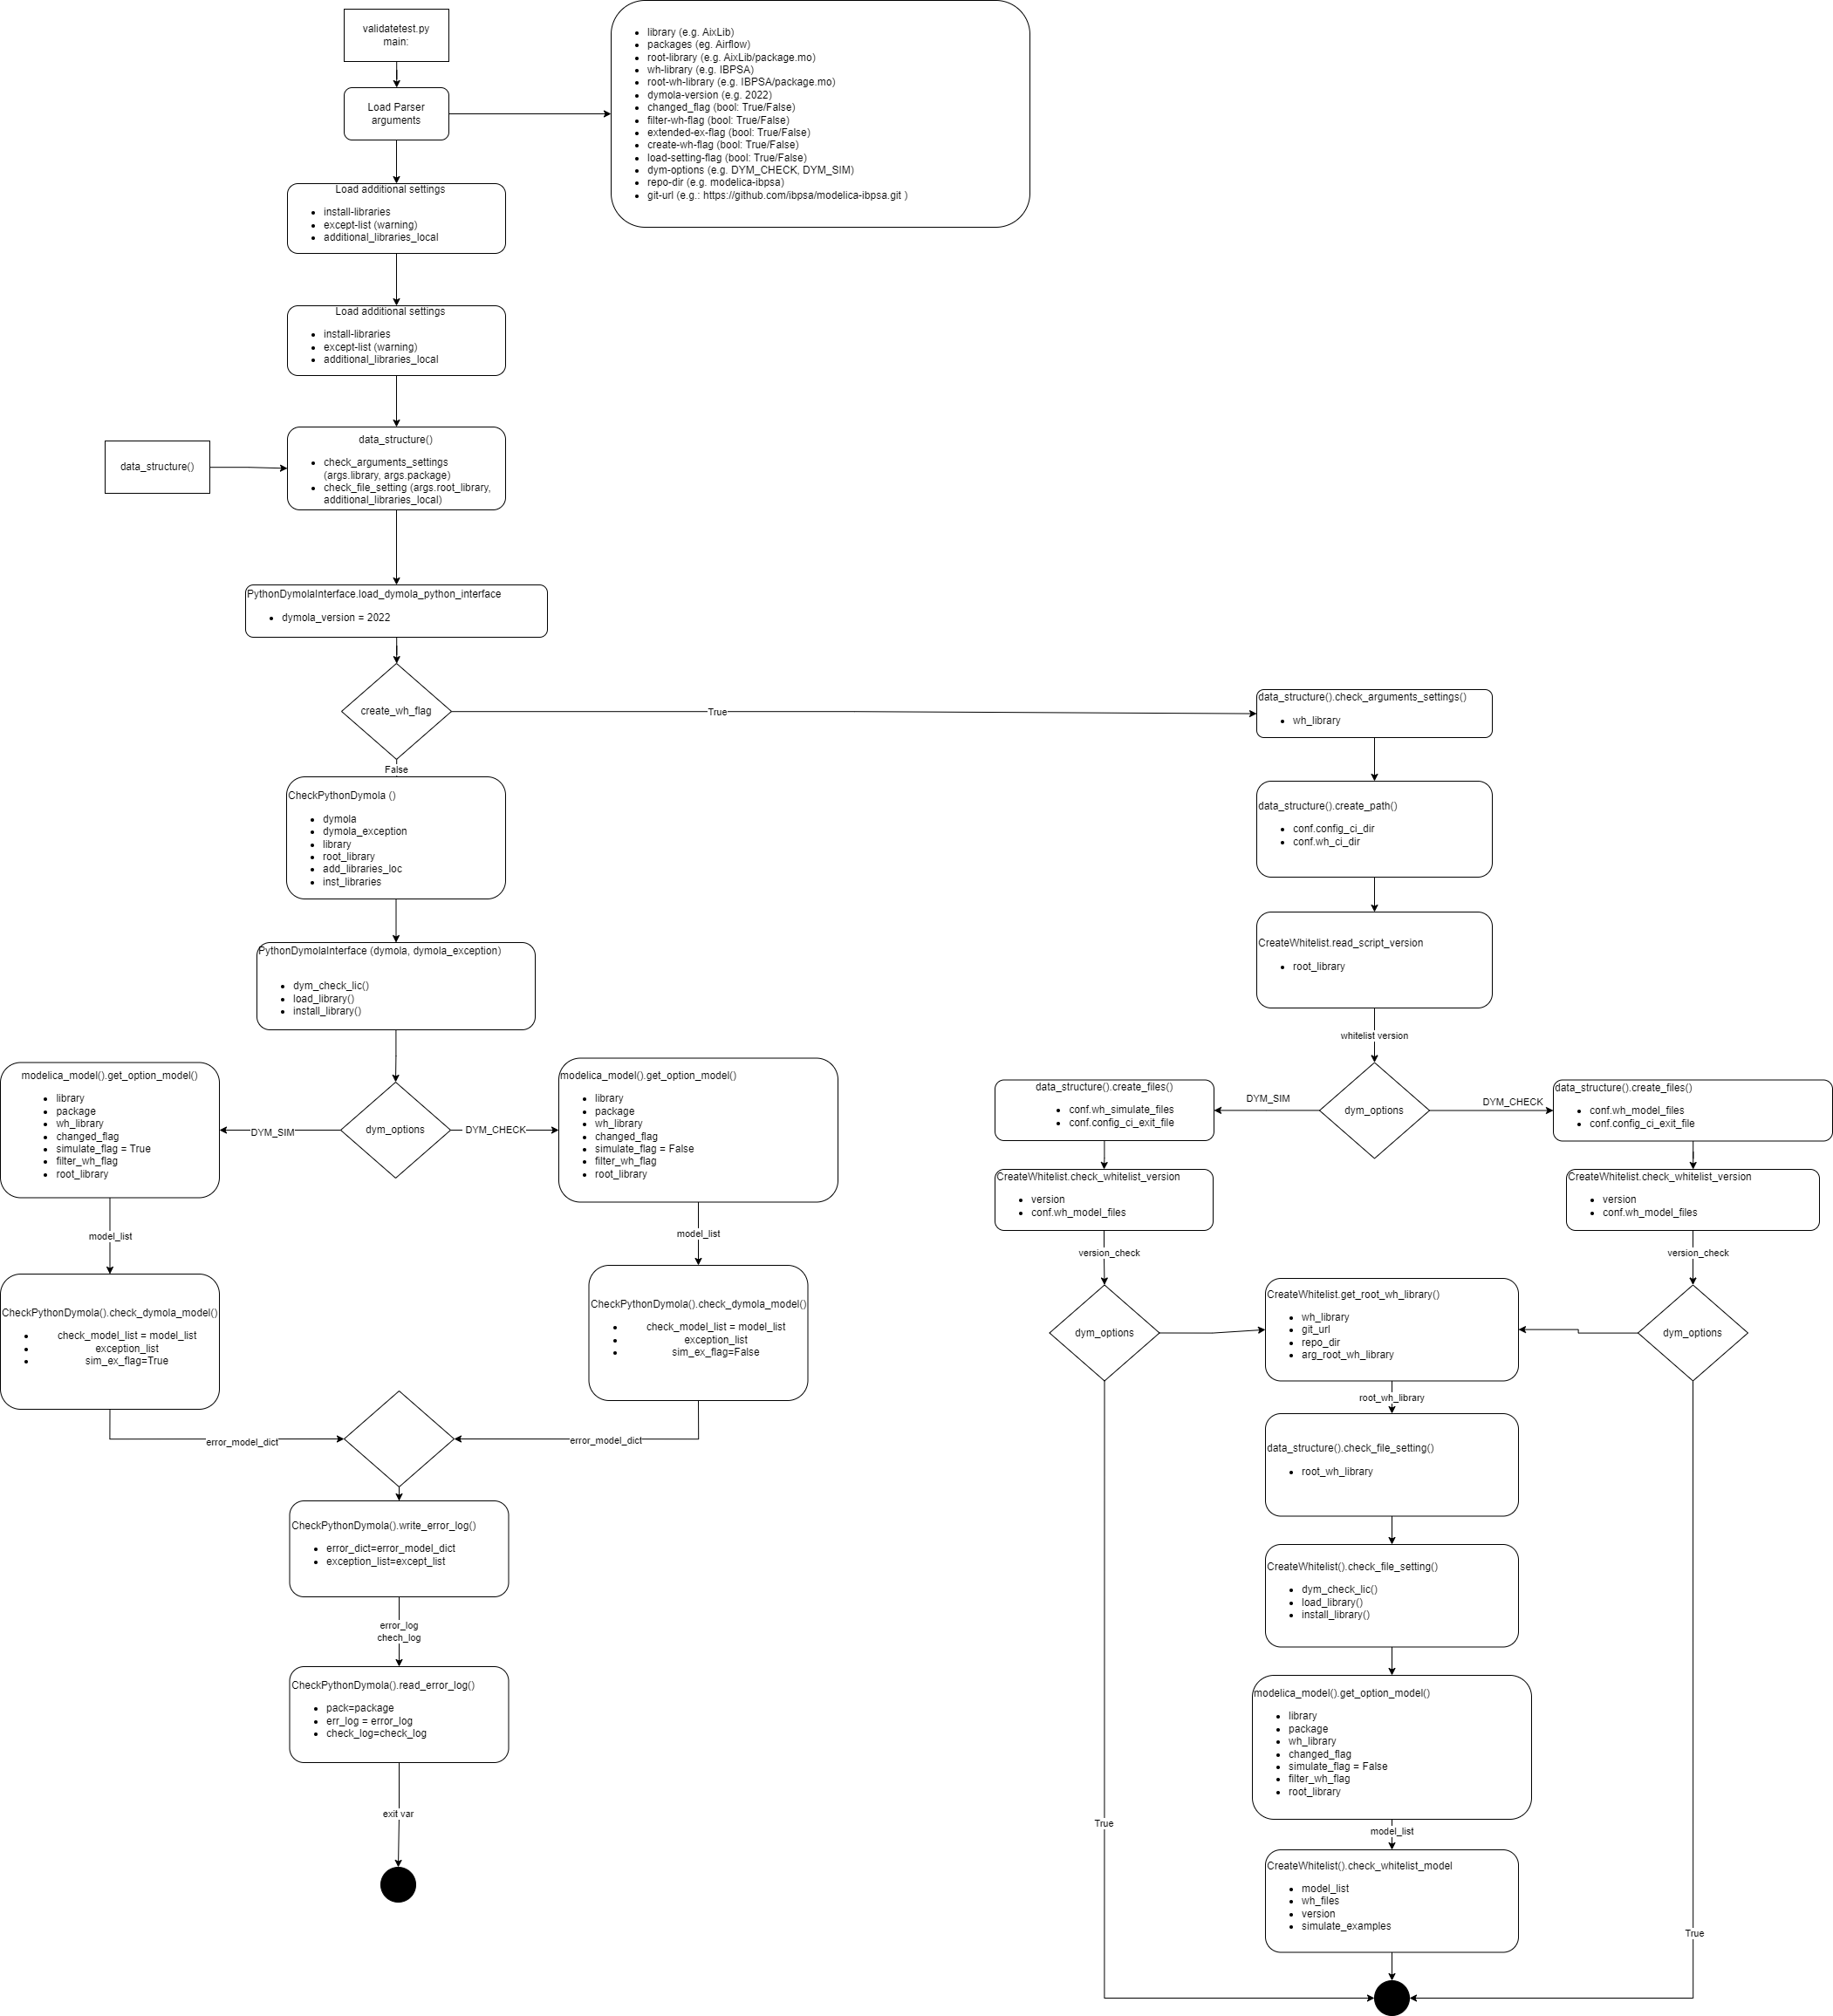 validatetest.py
main:
Load Parser
arguments
library (e.g. AixLib)
packages (eg. Airflow)
root-library (e.g. AixLib/package.mo)
wh-library (e.g. IBPSA)
root-wh-library (e.g. IBPSA/package.mo)
dymola-version (e.g. 2022)
changed_flag (bool: True/False)
filter-wh-flag (bool: True/False)
extended-ex-flag (bool: True/False)
create-wh-flag (bool: True/False)
load-setting-flag (bool: True/False)
dym-options (e.g. DYM_CHECK, DYM_SIM)
repo-dir (e.g. modelica-ibpsa)
git-url (e.g.: https://github.com/ibpsa/modelica-ibpsa.git )
Load additional settings
install-libraries
except-list (warning)
additional_libraries_local
Load additional settings
install-libraries
except-list (warning)
additional_libraries_local
data_structure()
data_structure()
check_arguments_settings
(args.library, args.package)
check_file_setting (args.root_library,
additional_libraries_local)
PythonDymolaInterface.load_dymola_python_interface
dymola_version = 2022
create_wh_flag
True
False
CheckPythonDymola ()
dymola
dymola_exception
library
root_library
add_libraries_loc
inst_libraries
PythonDymolaInterface (dymola, dymola_exception)
dym_check_lic()
load_library()
install_library()
dym_options
DYM_SIM
DYM_CHECK
modelica_model().get_option_model()
library
package
wh_library
changed_flag
simulate_flag = True
filter_wh_flag
root_library
modelica_model().get_option_model()
library
package
wh_library
changed_flag
simulate_flag = False
filter_wh_flag
root_library
model_list
model_list
CheckPythonDymola().check_dymola_model()
check_model_list = model_list
exception_list
sim_ex_flag=True
CheckPythonDymola().check_dymola_model()
check_model_list = model_list
exception_list
sim_ex_flag=False
error_model_dict
error_model_dict
CheckPythonDymola().write_error_log()
error_dict=error_model_dict
exception_list=except_list
error_log
chech_log
CheckPythonDymola().read_error_log()
pack=package
err_log = error_log
check_log=check_log
exit var
data_structure().check_arguments_settings()
wh_library
data_structure().create_path()
conf.config_ci_dir
conf.wh_ci_dir
CreateWhitelist.read_script_version
root_library
whitelist version
dym_options
DYM_SIM
DYM_CHECK
data_structure().create_files()
conf.wh_simulate_files
conf.config_ci_exit_file
data_structure().create_files()
conf.wh_model_files
conf.config_ci_exit_file
CreateWhitelist.check_whitelist_version
version
conf.wh_model_files
CreateWhitelist.check_whitelist_version
version
conf.wh_model_files
version_check
version_check
dym_options
dym_options
CreateWhitelist.get_root_wh_library()
wh_library
git_url
repo_dir
arg_root_wh_library
root_wh_library
data_structure().check_file_setting()
root_wh_library
CreateWhitelist().check_file_setting()
dym_check_lic()
load_library()
install_library()
modelica_model().get_option_model()
library
package
wh_library
changed_flag
simulate_flag = False
filter_wh_flag
root_library
True
model_list
CreateWhitelist().check_whitelist_model
model_list
wh_files
version
simulate_examples
True